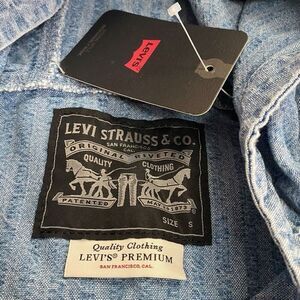 Levi's
LEVI STRAUSS & CO.
SAN FRANCISCO
CAL.
ORIGINAL RIVETED
QUALITY CLOTHING
PATENTED MAY 20 1873
SIZE S
Quality Clothing
LEVI'S® PREMIUM
SAN FRANCISCO, CAL.